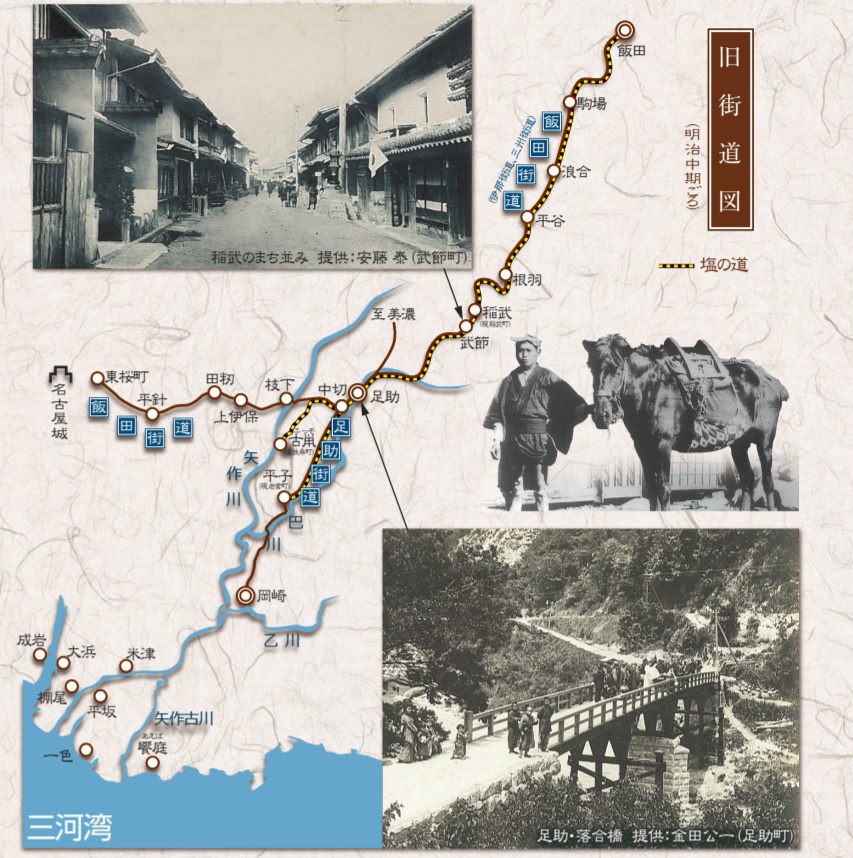 旧街道図
(明治中期ごろ)
塩の道
飯田
駒場
飯田街道
(伊那街道、三州街道)
浪合
平谷
根羽
稲武
(現稲武町)
武節
稲武のまち並み 提供:安藤 泰(武節町)
至美濃
足助
中切
枝下
上伊保
田籾
平針
東桜町
名古屋城
飯田街道
足助街道
古鼡
平子
矢作川
巴川
岡崎
乙川
成岩
大浜
米津
棚尾
平坂
矢作古川
一色
あえば
饗庭
三河湾
足助・落合橋 提供:金田公一(足助町)